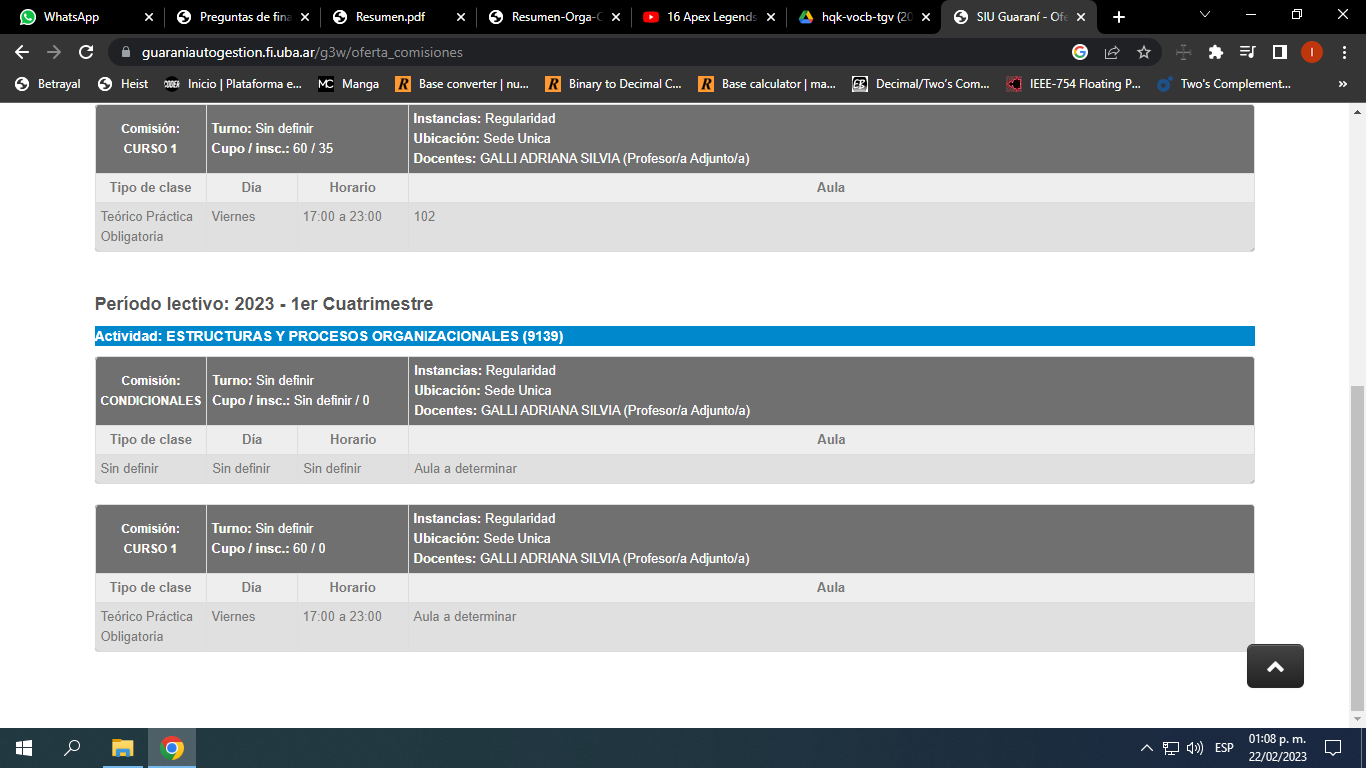 WhatsApp
Preguntas de fina
Resumen.pdf
Resumen-Orga-C
16 Apex Legends
hqk-vocb-tgv (20
SIU Guaraní - Ofe
guaraniautogestion.fi.uba.ar/g3w/oferta_comisiones
I
Betrayal
Heist
Inicio | Plataforma e...
MC Manga
R Base converter | nu...
R Binary to Decimal C...
R Base calculator | ma...
Decimal/Two's Com...
IEEE-754 Floating P...
Two's Complement...
»
Comisión:
CURSO 1
Turno: Sin definir
Cupo / insc.: 60 / 35
Instancias: Regularidad
Ubicación: Sede Unica
Docentes: GALLI ADRIANA SILVIA (Profesor/a Adjunto/a)
Tipo de clase Día Horario Aula
Teórico Práctica Viernes 17:00 a 23:00 102
Obligatoria
Período lectivo: 2023 - 1er Cuatrimestre
Actividad: ESTRUCTURAS Y PROCESOS ORGANIZACIONALES (9139)
Comisión:
CONDICIONALES
Turno: Sin definir
Cupo / insc.: Sin definir / 0
Instancias: Regularidad
Ubicación: Sede Unica
Docentes: GALLI ADRIANA SILVIA (Profesor/a Adjunto/a)
Tipo de clase Día Horario Aula
Sin definir Sin definir Sin definir Aula a determinar
Comisión:
CURSO 1
Turno: Sin definir
Cupo / insc.: 60 / 0
Instancias: Regularidad
Ubicación: Sede Unica
Docentes: GALLI ADRIANA SILVIA (Profesor/a Adjunto/a)
Tipo de clase Día Horario Aula
Teórico Práctica Viernes 17:00 a 23:00 Aula a determinar
Obligatoria
ESP
01:08 p. m.
22/02/2023